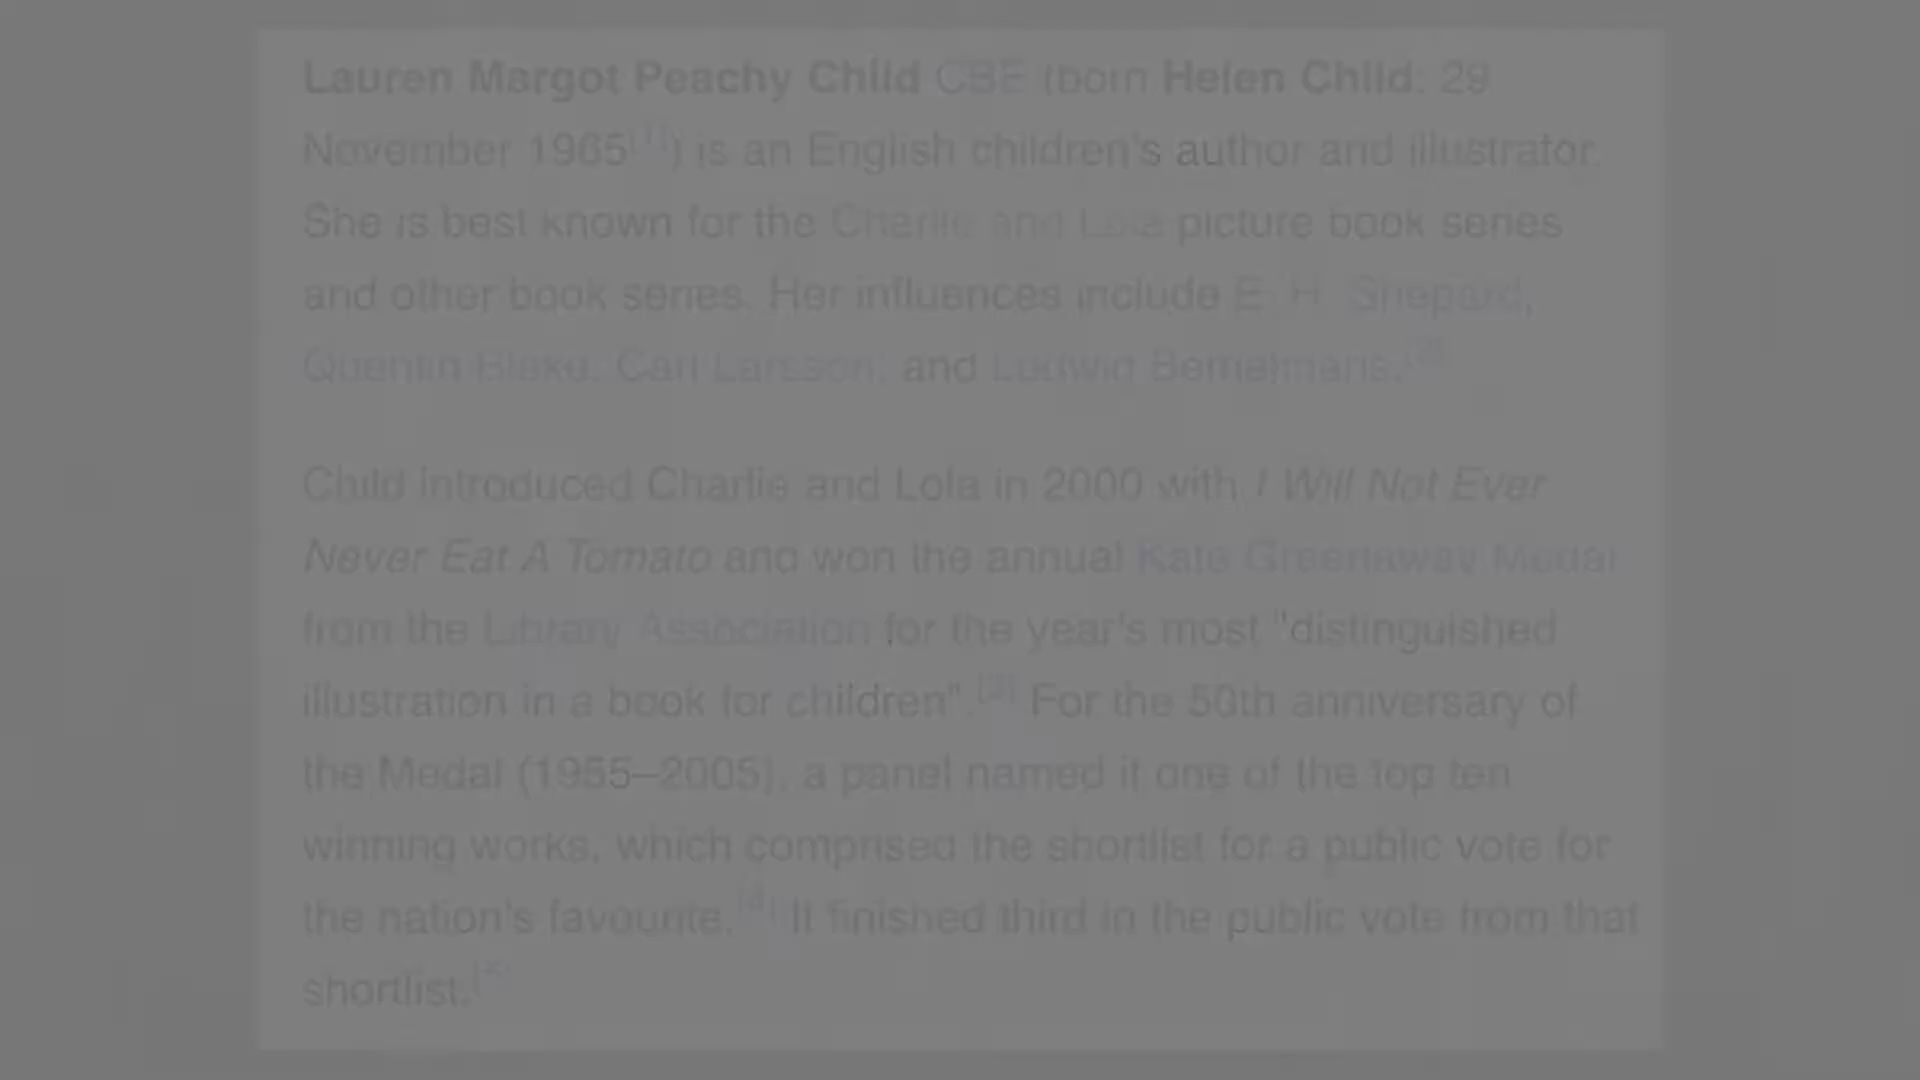 Lauren Margot Peachy Child CBE (born Helen Child; 29
November 1965[1]) is an English children's author and illustrator.
She is best known for the Charlie and Lola picture book series
and other book series. Her influences include E. H. Shepard,
Quentin Blake, Carl Larsson, and Ludwig Bemelmans.[2]
Child introduced Charlie and Lola in 2000 with I Will Not Ever
Never Eat A Tomato and won the annual Kate Greenaway Medal
from the Library Association for the year's most "distinguished
illustration in a book for children".[3] For the 50th anniversary of
the Medal (1955–2005), a panel named it one of the top ten
winning works, which comprised the shortlist for a public vote for
the nation's favourite.[4] It finished third in the public vote from that
shortlist.